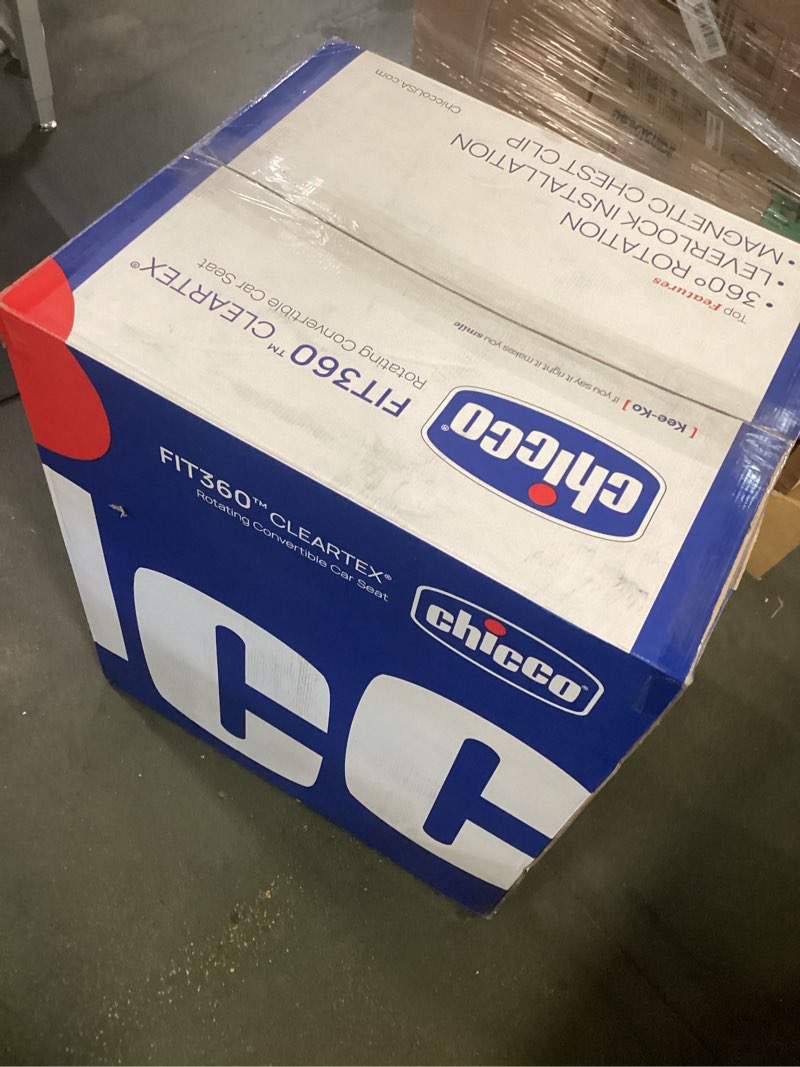 ChiccoUSA.com
Top Features
• 360° ROTATION
• LEVERLOCK INSTALLATION
• MAGNETIC CHEST CLIP
[ Kee-Ko ] If you say it right it makes you smile
chicco®
FIT360™ CLEARTEX®
Rotating Convertible Car Seat
FIT360™ CLEARTEX®
Rotating Convertible Car Seat
chicco
icc